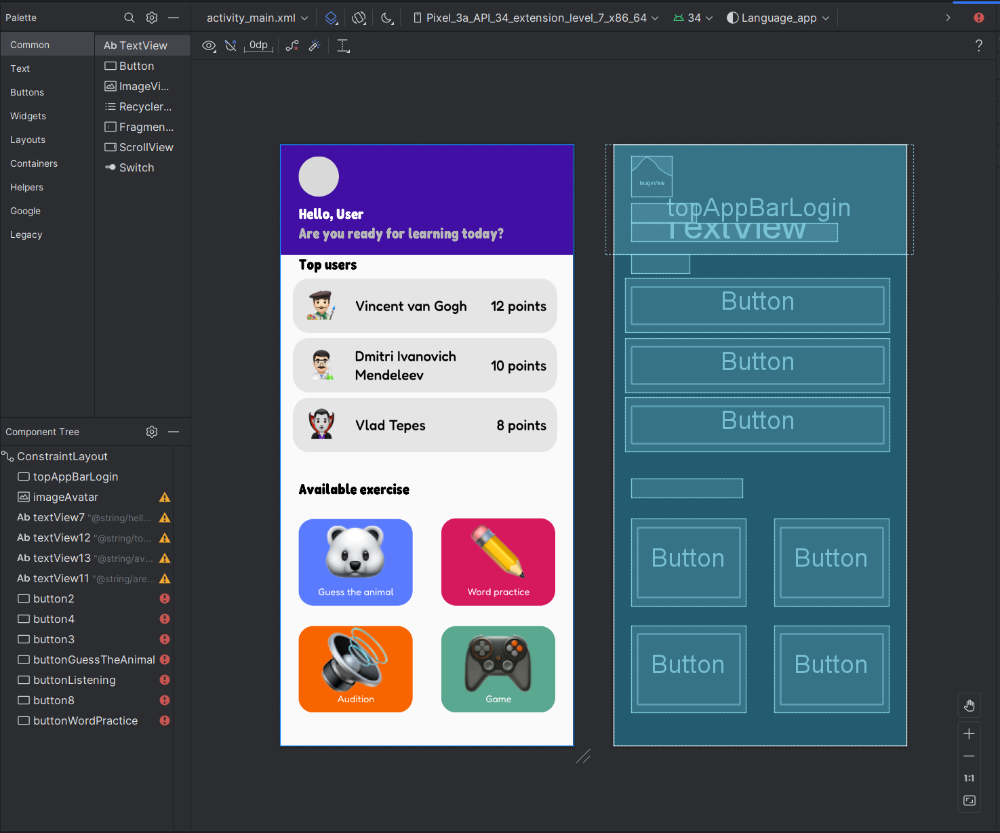 Palette
activity_main.xml
Pixel_3a_API_34_extension_level_7_x86_64
34
Language_app
Common
Text
Buttons
Widgets
Layouts
Containers
Helpers
Google
Legacy
Ab TextView
Button
ImageVi...
Recycler...
Fragmen...
ScrollView
Switch
0dp
?
Hello, User
Are you ready for learning today?
Top users
Vincent van Gogh 12 points
Dmitri Ivanovich
Mendeleev
10 points
Vlad Tepes 8 points
Available exercise
Guess the animal
Word practice
Audition
Game
ImageView
topAppBarLogin
TextView
Button
Button
Button
Button Button
Button Button
Component Tree
ConstraintLayout
topAppBarLogin
imageAvatar
Ab textView7 "@string/hell...
Ab textView12 "@string/to...
Ab textView13 "@string/av...
Ab textView11 "@string/are...
button2
button4
button3
buttonGuessTheAnimal
buttonListening
button8
buttonWordPractice
1:1